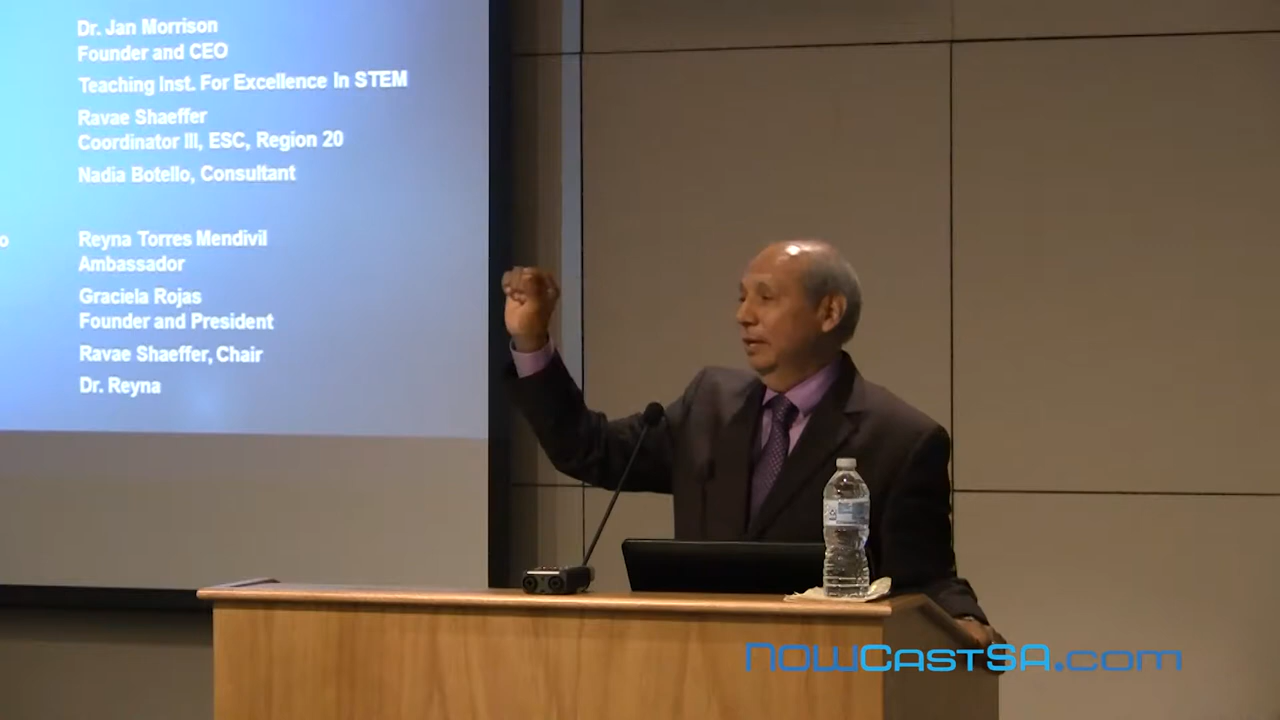 Dr. Jan Morrison
Founder and CEO
Teaching Inst. For Excellence In STEM
Ravae Shaeffer
Coordinator III, ESC, Region 20
Nadia Botello, Consultant
o
Reyna Torres Mendivil
Ambassador
Graciela Rojas
Founder and President
Ravae Shaeffer, Chair
Dr. Reyna
NOWCastSA.com